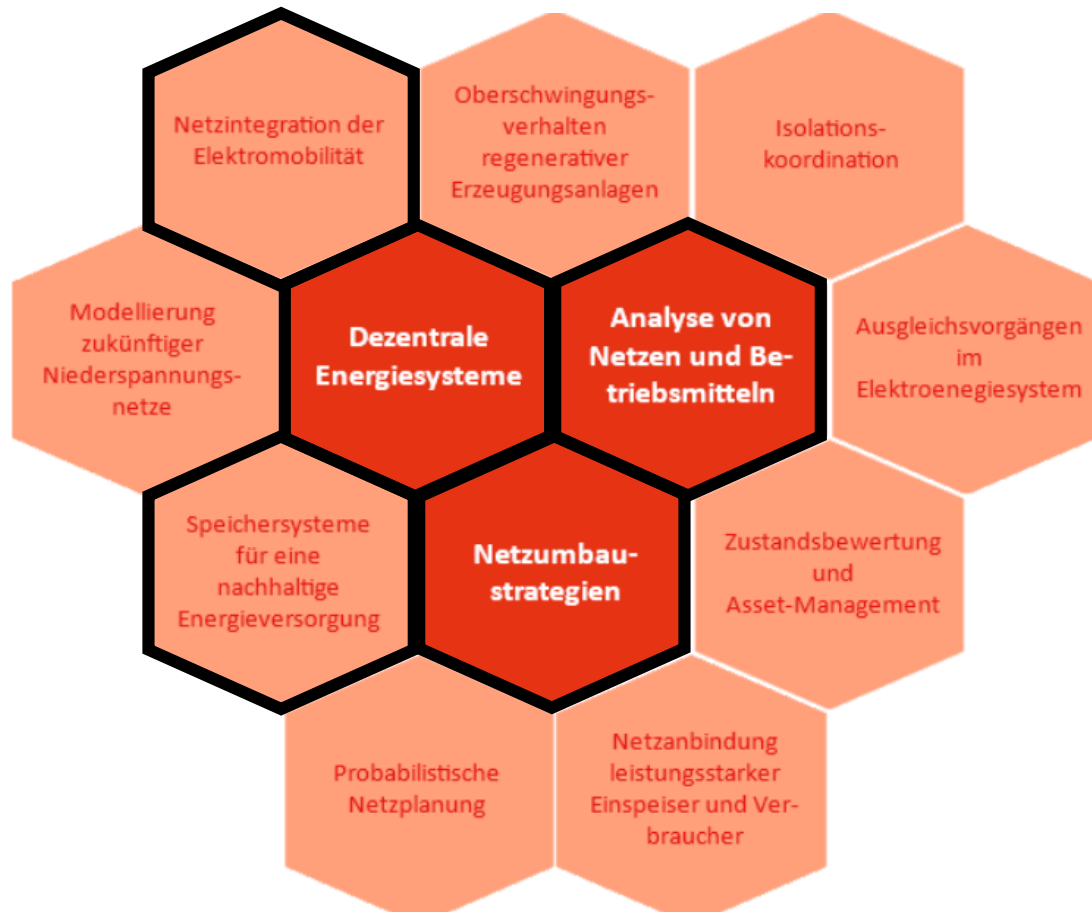 Netzintegration der
Elektromobilität
Oberschwingungs-
verhalten
regenerativer
Erzeugungsanlagen
Isolations-
koordination
Modellierung
zukünftiger
Niederspannungs-
netze
Dezentrale
Energiesysteme
Analyse von
Netzen und Be-
triebsmitteln
Ausgleichsvorgängen
im
Elektroenegiesystem
Speichersysteme
für eine
nachhaltige
Energieversorgung
Netzumbau-
strategien
Zustandsbewertung
und
Asset-Management
Probabilistische
Netzplanung
Netzanbindung
leistungsstarker
Einspeiser und Ver-
braucher